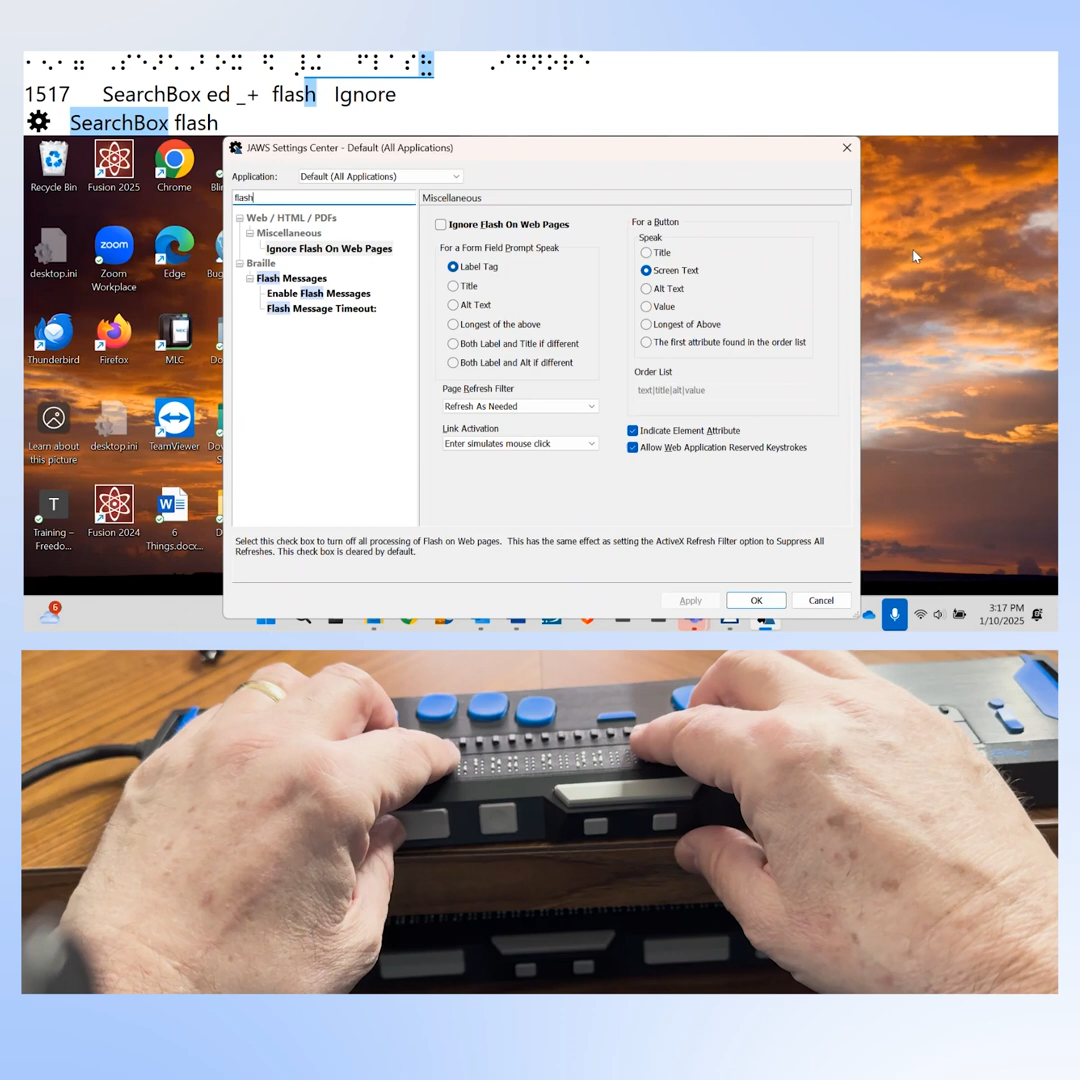 ⠂⠢⠂⠶ ⠠⠎⠑⠜⠡⠠⠃⠕⠭ ⠫ ⠸⠬ ⠋⠇⠁⠎⠓ ⠠⠊⠛⠝⠕⠗⠑
1517 SearchBox ed _+ flash Ignore
SearchBox flash
JAWS Settings Center - Default (All Applications)
Application: Default (All Applications)
flash
Web / HTML / PDFs
Miscellaneous
Ignore Flash On Web Pages
Braille
Flash Messages
Enable Flash Messages
Flash Message Timeout:
Miscellaneous
Ignore Flash On Web Pages
For a Form Field Prompt Speak
Label Tag
Title
Alt Text
Longest of the above
Both Label and Title if different
Both Label and Alt if different
Page Refresh Filter
Refresh As Needed
Link Activation
Enter simulates mouse click
For a Button
Speak
Title
Screen Text
Alt Text
Value
Longest of Above
The first attribute found in the order list
Order List
text|title|alt|value
Indicate Element Attribute
Allow Web Application Reserved Keystrokes
Select this check box to turn off all processing of Flash on Web pages. This has the same effect as setting the ActiveX Refresh Filter option to Suppress All
Refreshes. This check box is cleared by default.
Apply OK Cancel
Recycle Bin
Fusion 2025
Chrome
desktop.ini
zoom
Zoom
Workplace
Edge
Thunderbird
Firefox
NEC
MLC
Learn about
this picture
desktop.ini
TeamViewer
T
Training –
Freedo...
Fusion 2024
W
6
Things.docx...
6
3:17 PM
1/10/2025